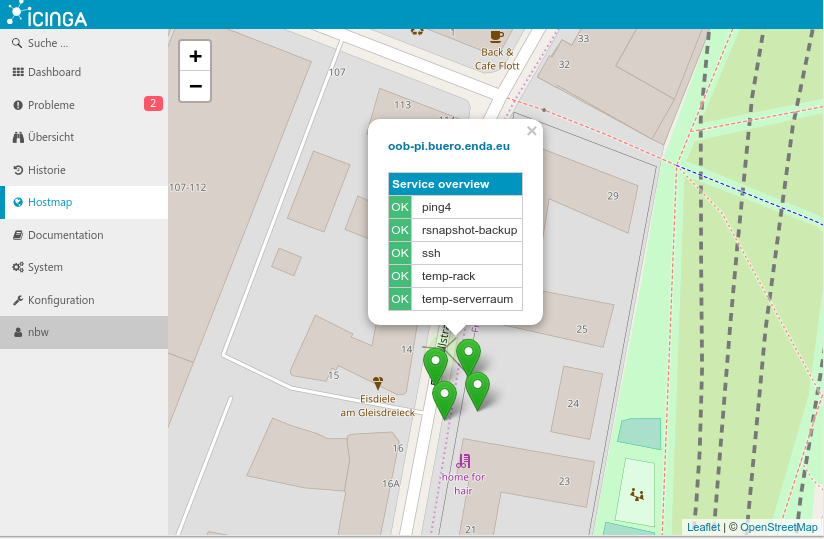 iCINGA
Suche ...
Dashboard
Probleme
2
Übersicht
Historie
Hostmap
Documentation
System
Konfiguration
nbw
+
−
1
Back &
Cafe Flott
33
32
107
113
107-112
29
×
oob-pi.buero.enda.eu
Service overview
OK ping4
OK rsnapshot-backup
OK ssh
OK temp-rack
OK temp-serverraum
25
14
15
Eisdiele
am Gleisdreieck
24
16
home for
hair
16A
23
21
Leaflet | © OpenStreetMap